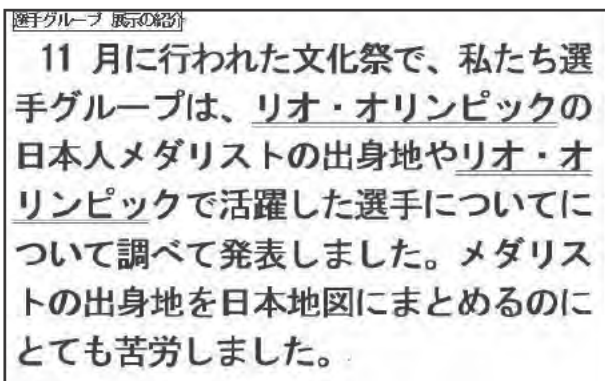 選手グループ 展示の紹介
11 月に行われた文化祭で、私たち選
手グループは、リオ・オリンピックの
日本人メダリストの出身地やリオ・オ
リンピックで活躍した選手についてに
ついて調べて発表しました。メダリス
トの出身地を日本地図にまとめるのに
とても苦労しました。